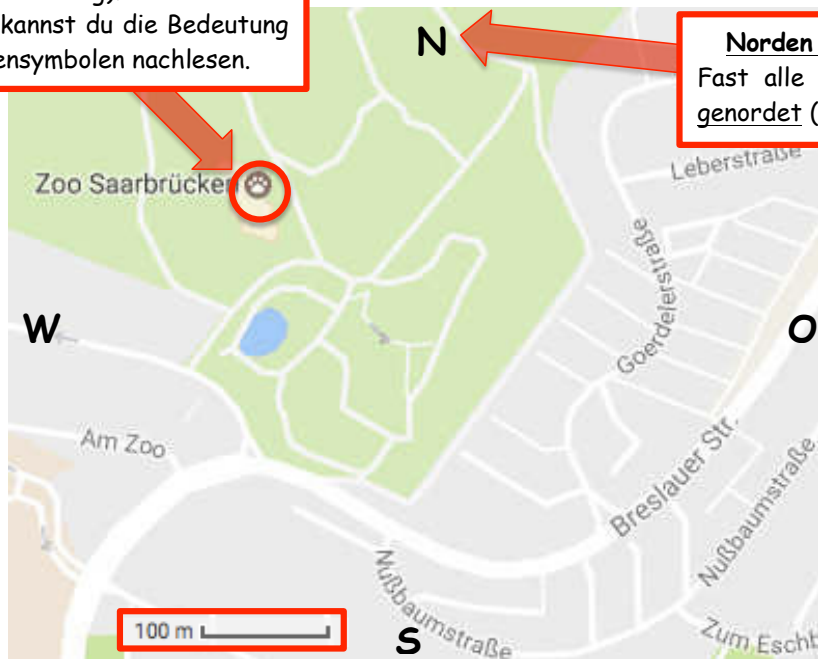 kannst du die Bedeutung
ensymbolen nachlesen.
N
Norden
Fast alle
genordet (
Leberstraße
Zoo Saarbrücken
Goerdelerstraße
W
O
Am Zoo
Breslauer Str.
Nußbaumstraße
Nußbaumstraße
100 m
S
Zum Eschb